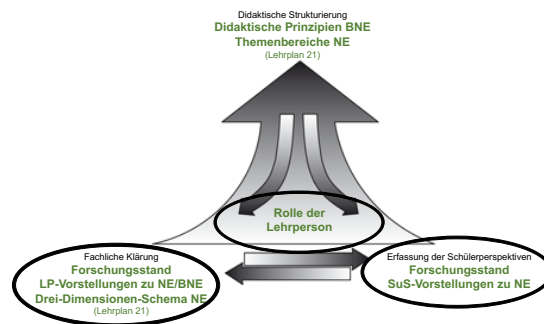 Didaktische Strukturierung
Didaktische Prinzipien BNE
Themenbereiche NE
(Lehrplan 21)
Rolle der
Lehrperson
Fachliche Klärung
Forschungsstand
LP-Vorstellungen zu NE/BNE
Drei-Dimensionen-Schema NE
(Lehrplan 21)
Erfassung der Schülerperspektiven
Forschungsstand
SuS-Vorstellungen zu NE